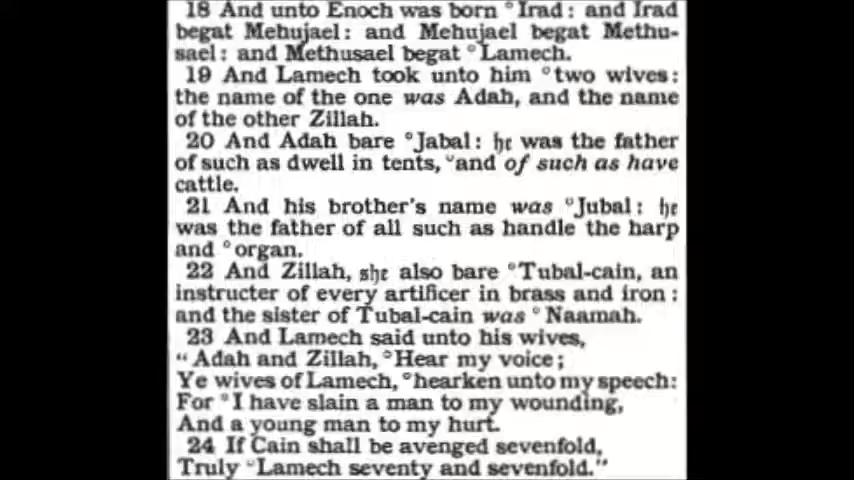 18 And unto Enoch was born °Irad: and Irad
begat Mehujael: and Mehujael begat Methu-
sael: and Methusael begat °Lamech.
19 And Lamech took unto him °two wives:
the name of the one was Adah, and the name
of the other Zillah.
20 And Adah bare °Jabal: he was the father
of such as dwell in tents, °and of such as have
cattle.
21 And his brother's name was °Jubal: he
was the father of all such as handle the harp
and °organ.
22 And Zillah, she also bare °Tubal-cain, an
instructer of every artificer in brass and iron:
and the sister of Tubal-cain was °Naamah.
23 And Lamech said unto his wives,
“Adah and Zillah, °Hear my voice;
Ye wives of Lamech, °hearken unto my speech:
For °I have slain a man to my wounding,
And a young man to my hurt.
24 If Cain shall be avenged sevenfold,
Truly °Lamech seventy and sevenfold.”